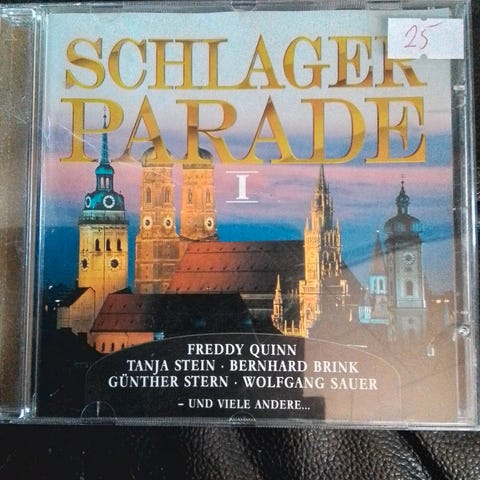 SCHLAGER
25
PARADE
I
FREDDY QUINN
TANJA STEIN · BERNHARD BRINK
GÜNTHER STERN · WOLFGANG SAUER
– UND VIELE ANDERE...